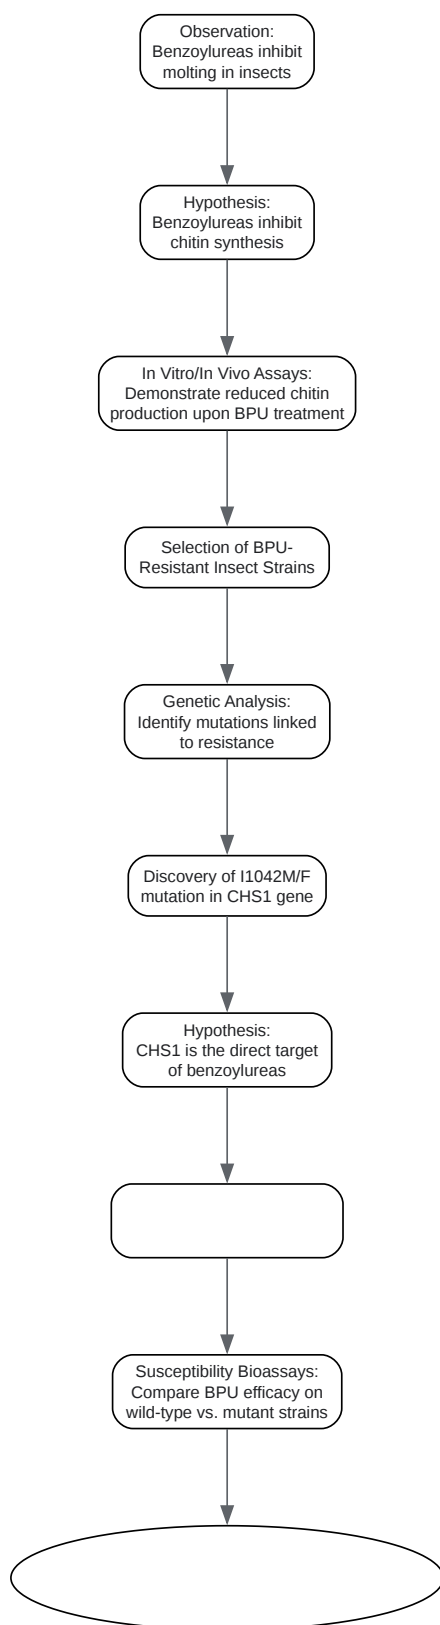 Observation:
Benzoylureas inhibit
molting in insects
Hypothesis:
Benzoylureas inhibit
chitin synthesis
In Vitro/In Vivo Assays:
Demonstrate reduced chitin
production upon BPU treatment
Selection of BPU-
Resistant Insect Strains
Genetic Analysis:
Identify mutations linked
to resistance
Discovery of I1042M/F
mutation in CHS1 gene
Hypothesis:
CHS1 is the direct target
of benzoylureas
Susceptibility Bioassays:
Compare BPU efficacy on
wild-type vs. mutant strains